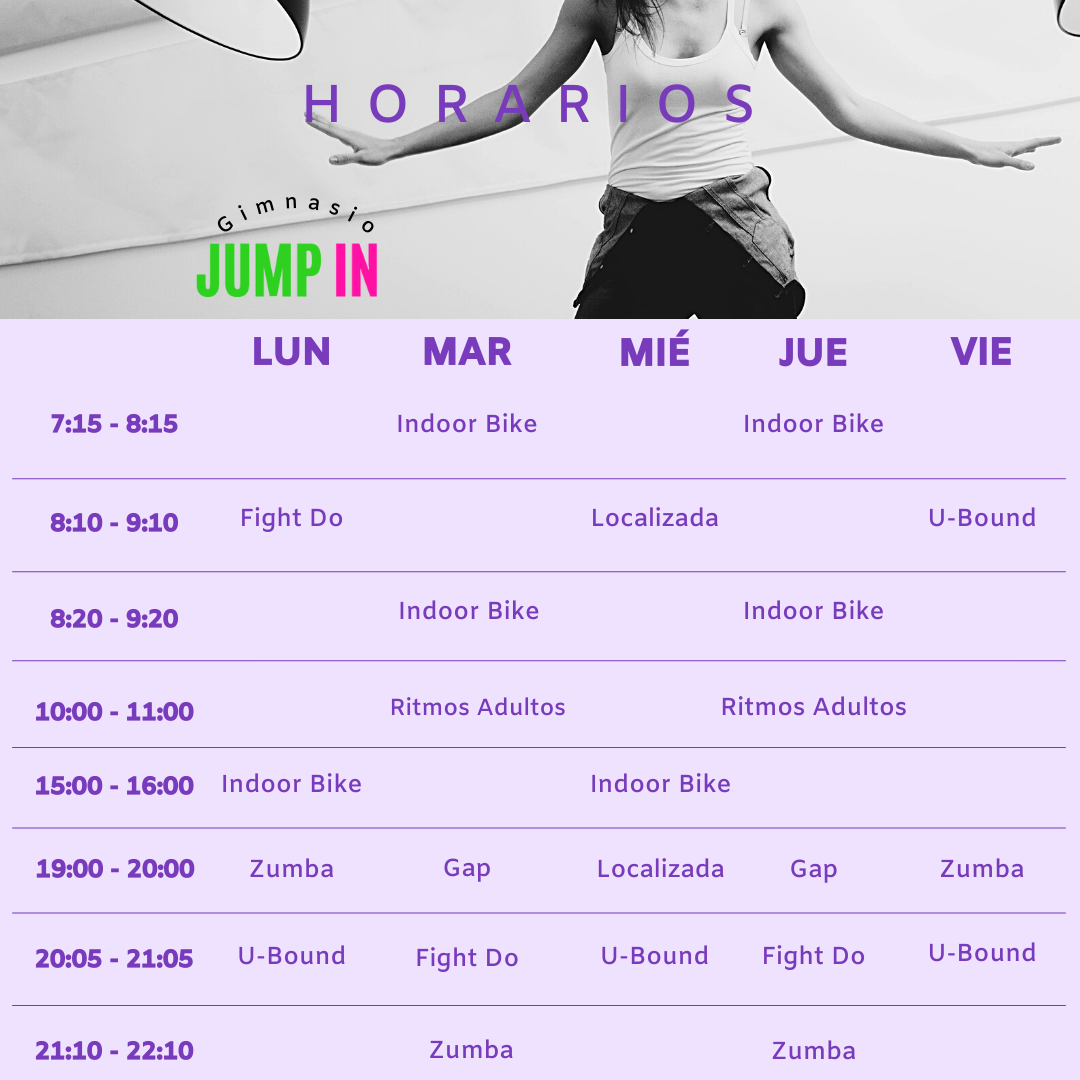 HORARIOS
Gimnasio
JUMP IN
LUN MAR MIÉ JUE VIE
7:15 - 8:15 Indoor Bike Indoor Bike
8:10 - 9:10 Fight Do Localizada U-Bound
8:20 - 9:20 Indoor Bike Indoor Bike
10:00 - 11:00 Ritmos Adultos Ritmos Adultos
15:00 - 16:00 Indoor Bike Indoor Bike
19:00 - 20:00 Zumba Gap Localizada Gap Zumba
20:05 - 21:05 U-Bound Fight Do U-Bound Fight Do U-Bound
21:10 - 22:10 Zumba Zumba